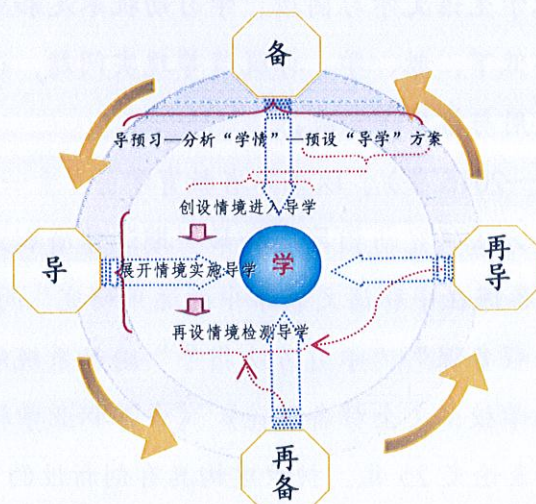 备
导预习—分析“学情”—预设“导学”方案
创设情境进入导学
导
展开情境实施导学
学
再导
再设情境检测导学
再备